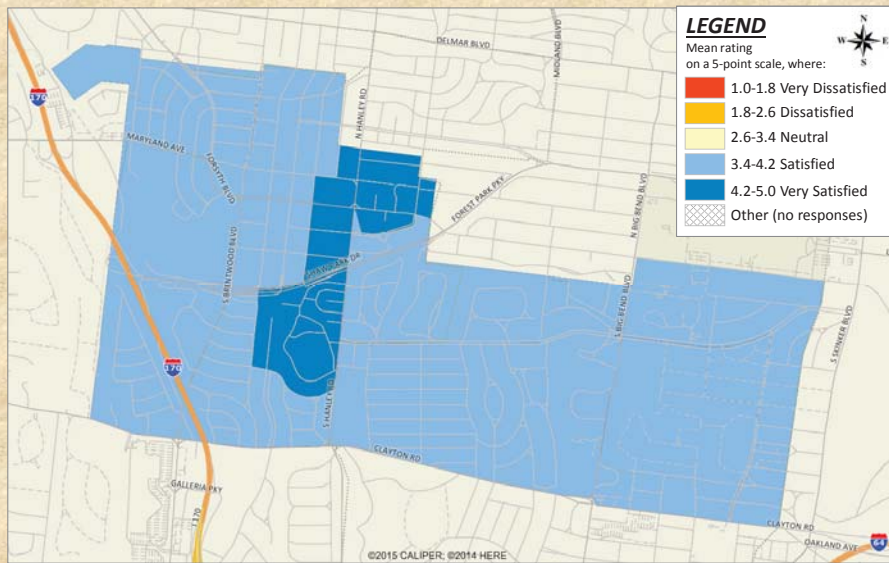 DELMAR BLVD
MIDLAND BLVD
N HANLEY RD
170
MARYLAND AVE
FORSYTH BLVD
FOREST PARK PKY
N BIG BEND BLVD
S BRENTWOOD BLVD
S BIG BEND BLVD
S SKINKER BLVD
170
S HANLEY RD
CLAYTON RD
GALLERIA PKY
I 170
CLAYTON RD
OAKLAND AVE
64
©2015 CALIPER; ©2014 HERE
LEGEND
Mean rating
on a 5-point scale, where:
1.0-1.8 Very Dissatisfied
1.8-2.6 Dissatisfied
2.6-3.4 Neutral
3.4-4.2 Satisfied
4.2-5.0 Very Satisfied
Other (no responses)
N
W
E
S